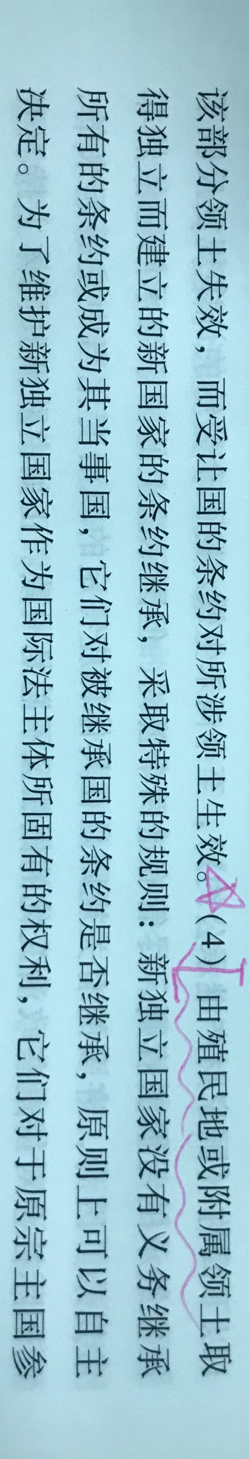 该部分领土失效，而受让国的条约对所涉领土生效。(4) 由殖民地或附属领土取
得独立而建立的新国家的条约继承，采取特殊的规则：新独立国家没有义务继承
所有的条约或成为其当事国，它们对被继承国的条约是否继承，原则上可以自主
决定。为了维护新独立国家作为国际法主体所固有的权利，它们对于原宗主国参